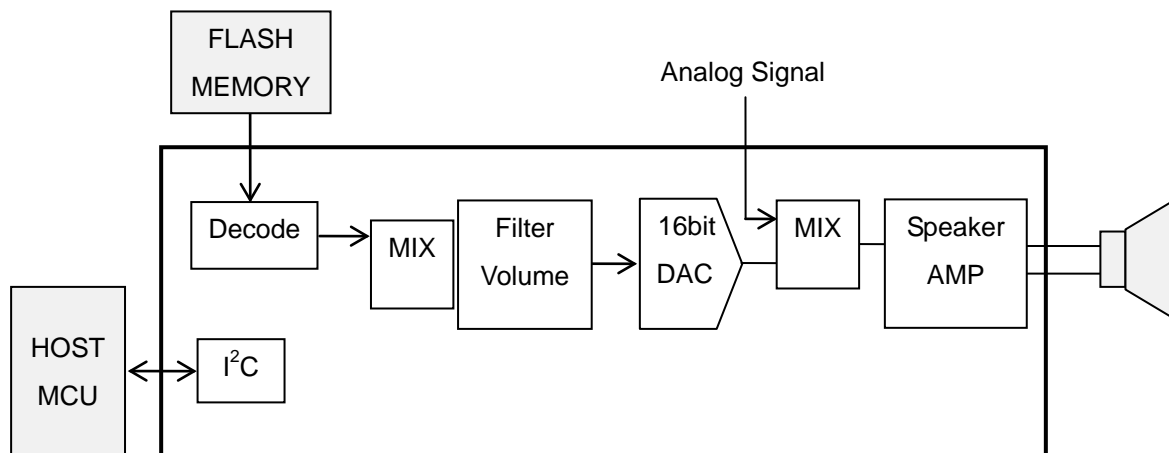 FLASH
MEMORY
Analog Signal
Decode
MIX
Filter
Volume
16bit
DAC
MIX
Speaker
AMP
HOST
MCU
I²C